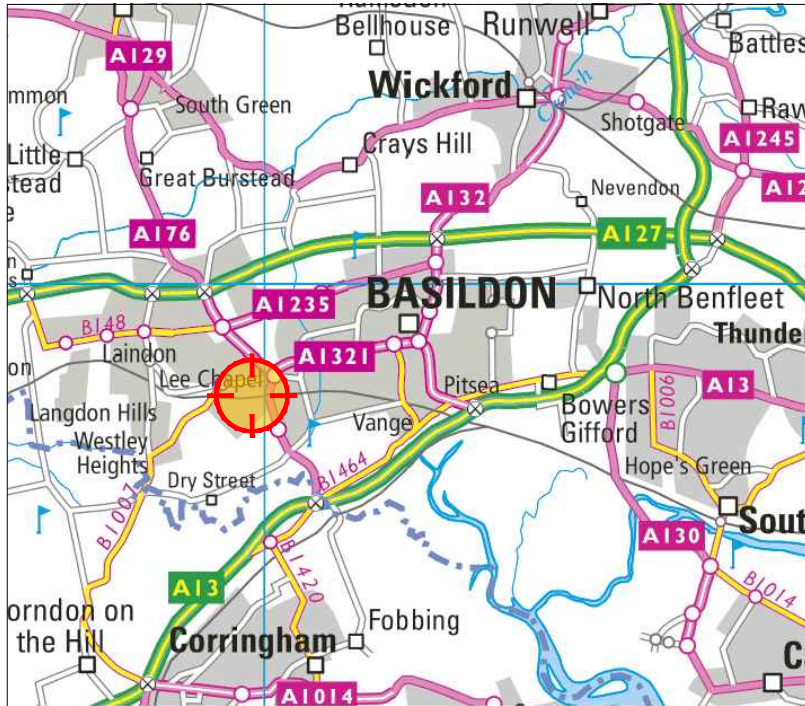 Bellhouse
Runwell
Battles
A129
Wickford
Crouch
mmon
South Green
Shotgate
Raw
A1245
Little
stead
Great Burstead
Crays Hill
A12
e
Nevendon
A132
A176
A127
n
s
BASILDON
North Benfleet
A1235
B148
Thunde
Laindon
A1321
on
Lee Chapel
Pitsea
A13
B1006
Langdon Hills
Westley
Heights
Vange
Bowers
Gifford
B1464
Hope's Green
Dry Street
B1007
Sout
A130
B1420
A13
B1014
orndon on
the Hill
Fobbing
Corringham
C
A1014